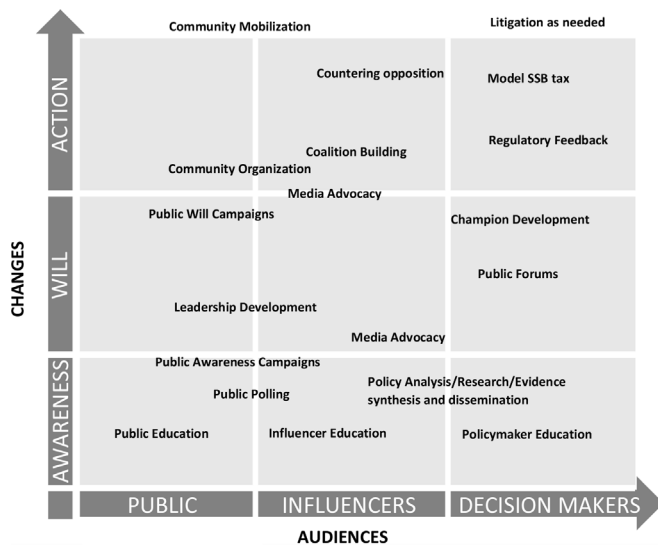 Community Mobilization
Litigation as needed
Countering opposition
Model SSB tax
ACTION
Regulatory Feedback
Coalition Building
Community Organization
Media Advocacy
Public Will Campaigns
Champion Development
CHANGES
WILL
Public Forums
Leadership Development
Media Advocacy
Public Awareness Campaigns
Policy Analysis/Research/Evidence
synthesis and dissemination
Public Polling
AWARENESS
Public Education
Influencer Education
Policymaker Education
PUBLIC
INFLUENCERS
DECISION MAKERS
AUDIENCES